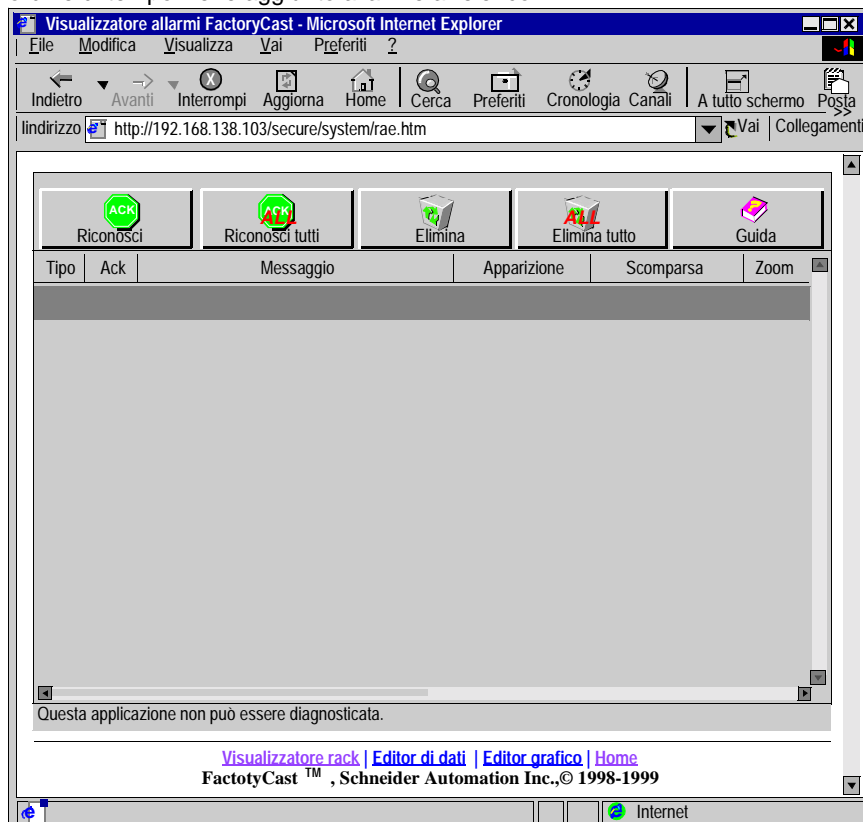 Visualizzatore allarmi FactoryCast - Microsoft Internet Explorer
File Modifica Visualizza Vai Preferiti ?
Indietro Avanti Interrompi Aggiorna Home Cerca Preferiti Cronologia Canali A tutto schermo Posta >>
Iindirizzo http://192.168.138.103/secure/system/rae.htm Vai Collegamenti
ACK ACK ALL ALL
Riconosci Riconosci tutti Elimina Elimina tutto Guida
Tipo Ack Messaggio Apparizione Scomparsa Zoom
Questa applicazione non può essere diagnosticata.
Visualizzatore rack | Editor di dati | Editor grafico | Home
FactotyCast TM , Schneider Automation Inc.,© 1998-1999
Internet